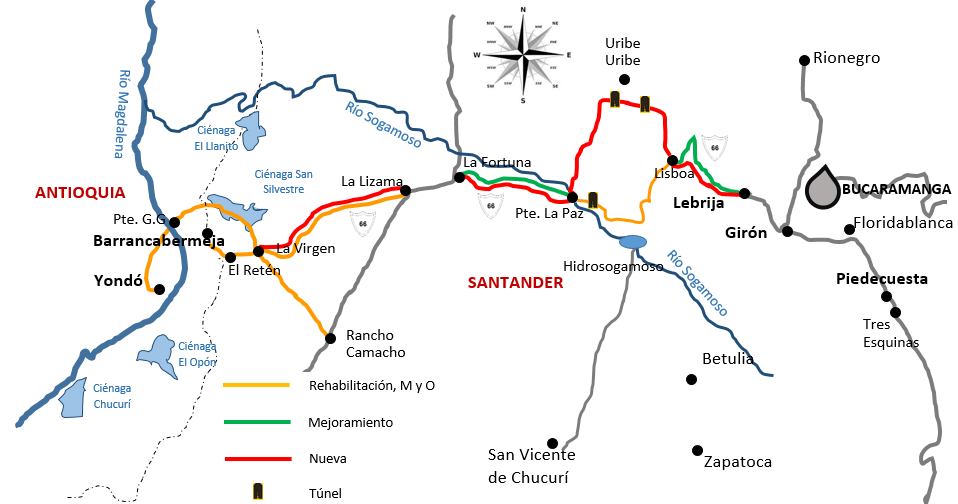 N
NW
NE
W
E
SW
SE
S
Uribe
Uribe
Rionegro
Río Magdalena
Río Sogamoso
Ciénaga
El Llanito
66
Lisboa
La Fortuna
ANTIOQUIA
Ciénaga San
Silvestre
La Lizama
66
66
Pte. La Paz
Lebrija
BUCARAMANGA
Pte. G.G
Barrancabermeja
La Virgen
El Retén
Girón
Floridablanca
Yondó
SANTANDER
Hidrosogamoso
Río Sogamoso
Piedecuesta
Tres
Esquinas
Rancho
Camacho
Ciénaga
El Opón
Betulia
Ciénaga
Chucurí
Rehabilitación, M y O
Mejoramiento
Nueva
Túnel
San Vicente
de Chucurí
Zapatoca